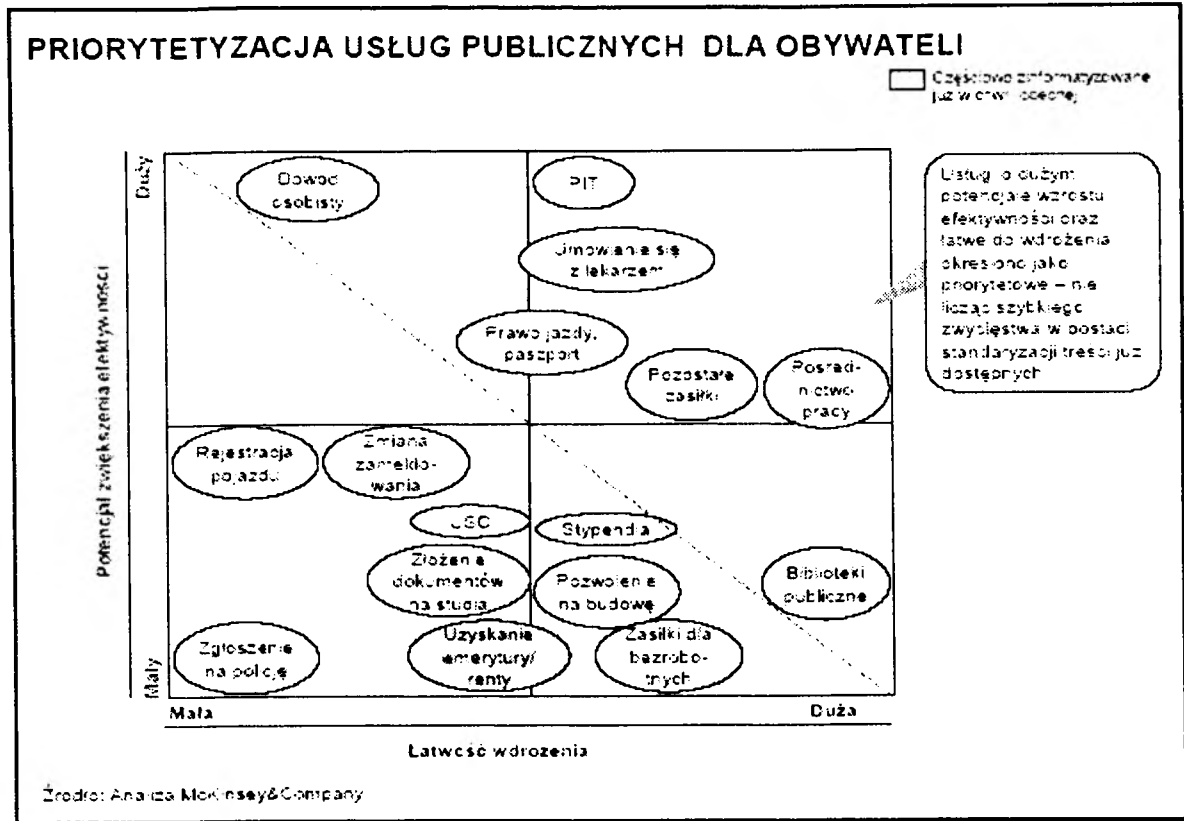 PRIORYTETYZACJA USŁUG PUBLICZNYCH DLA OBYWATELI
Częściowo zinformatyzowane
już w chwili obecnej
Duży
Potencjał zwiększenia efektywności
Mały
Dowód
osobisty
PIT
Umówienie się
z lekarzem
Prawo jazdy,
paszport
Pozostałe
zasiłki
Pośred-
nictwo
pracy
Rejestracja
pojazdu
Zmiana
zameldo-
wania
USC
Stypendia
Złożenie
dokumentów
na studia
Pozwolenie
na budowę
Biblioteki
publiczne
Zgłoszenie
na policję
Uzyskanie
emerytury/
renty
Zasiłki dla
bezrobo-
tnych
Mała
Duża
Łatwość wdrożenia
Usługi o dużym
potencjale wzrostu
efektywności oraz
łatwe do wdrożenia
określono jako
priorytetowe – nie
licząc szybkiego
zwycięstwa w postaci
standaryzacji treści już
dostępnych
Źródło: Analiza McKinsey&Company